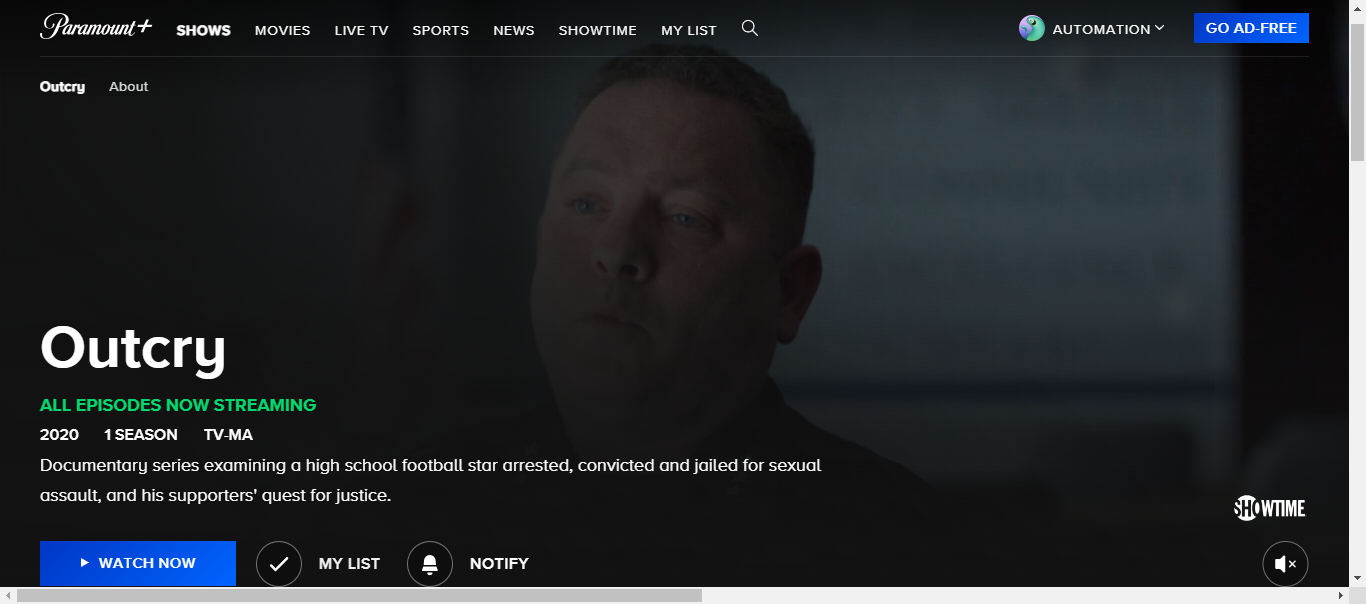 Paramount+ SHOWS MOVIES LIVE TV SPORTS NEWS SHOWTIME MY LIST AUTOMATION GO AD-FREE
Outcry About
Outcry
ALL EPISODES NOW STREAMING
2020 1 SEASON TV-MA
Documentary series examining a high school football star arrested, convicted and jailed for sexual
assault, and his supporters' quest for justice.
SHOWTIME
WATCH NOW MY LIST NOTIFY